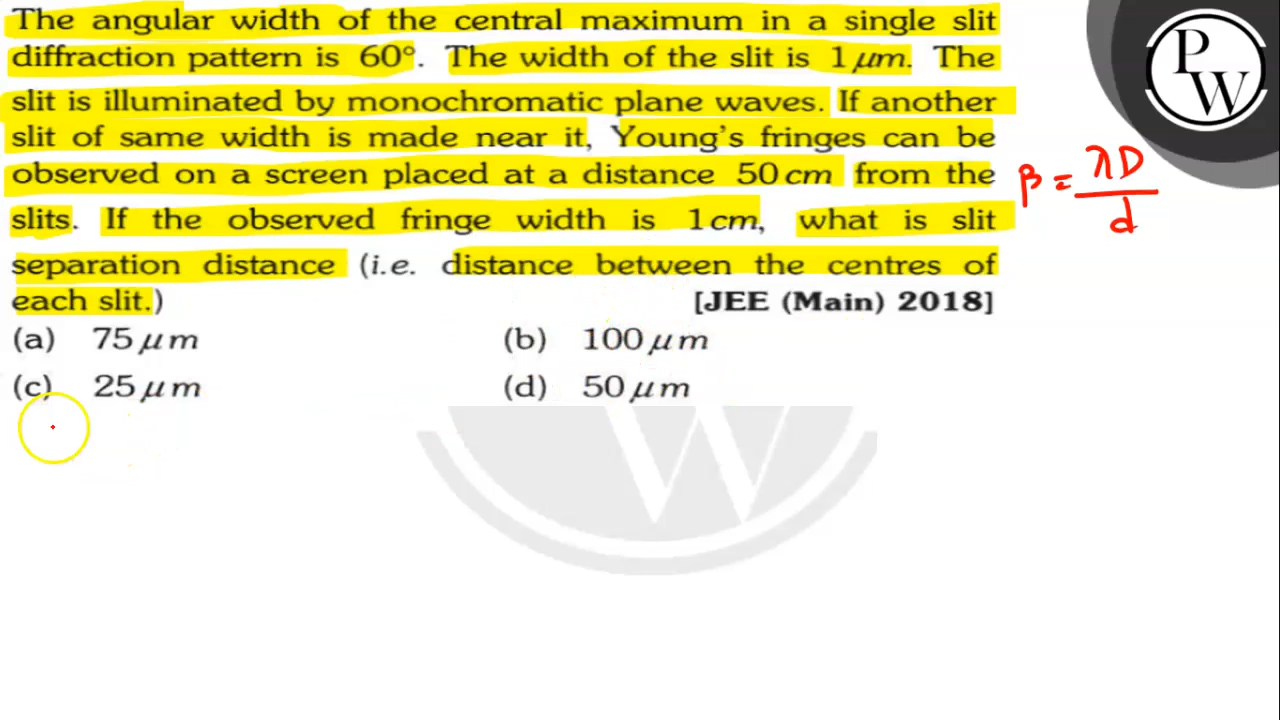 The angular width of the central maximum in a single slit
diffraction pattern is 60°. The width of the slit is 1 μm. The
slit is illuminated by monochromatic plane waves. If another
slit of same width is made near it, Young's fringes can be
observed on a screen placed at a distance 50 cm from the
slits. If the observed fringe width is 1 cm, what is slit
separation distance (i.e. distance between the centres of
each slit.) [JEE (Main) 2018]
(a) 75 μm (b) 100 μm
(c) 25 μm (d) 50 μm
β = λD/d
P
W
W